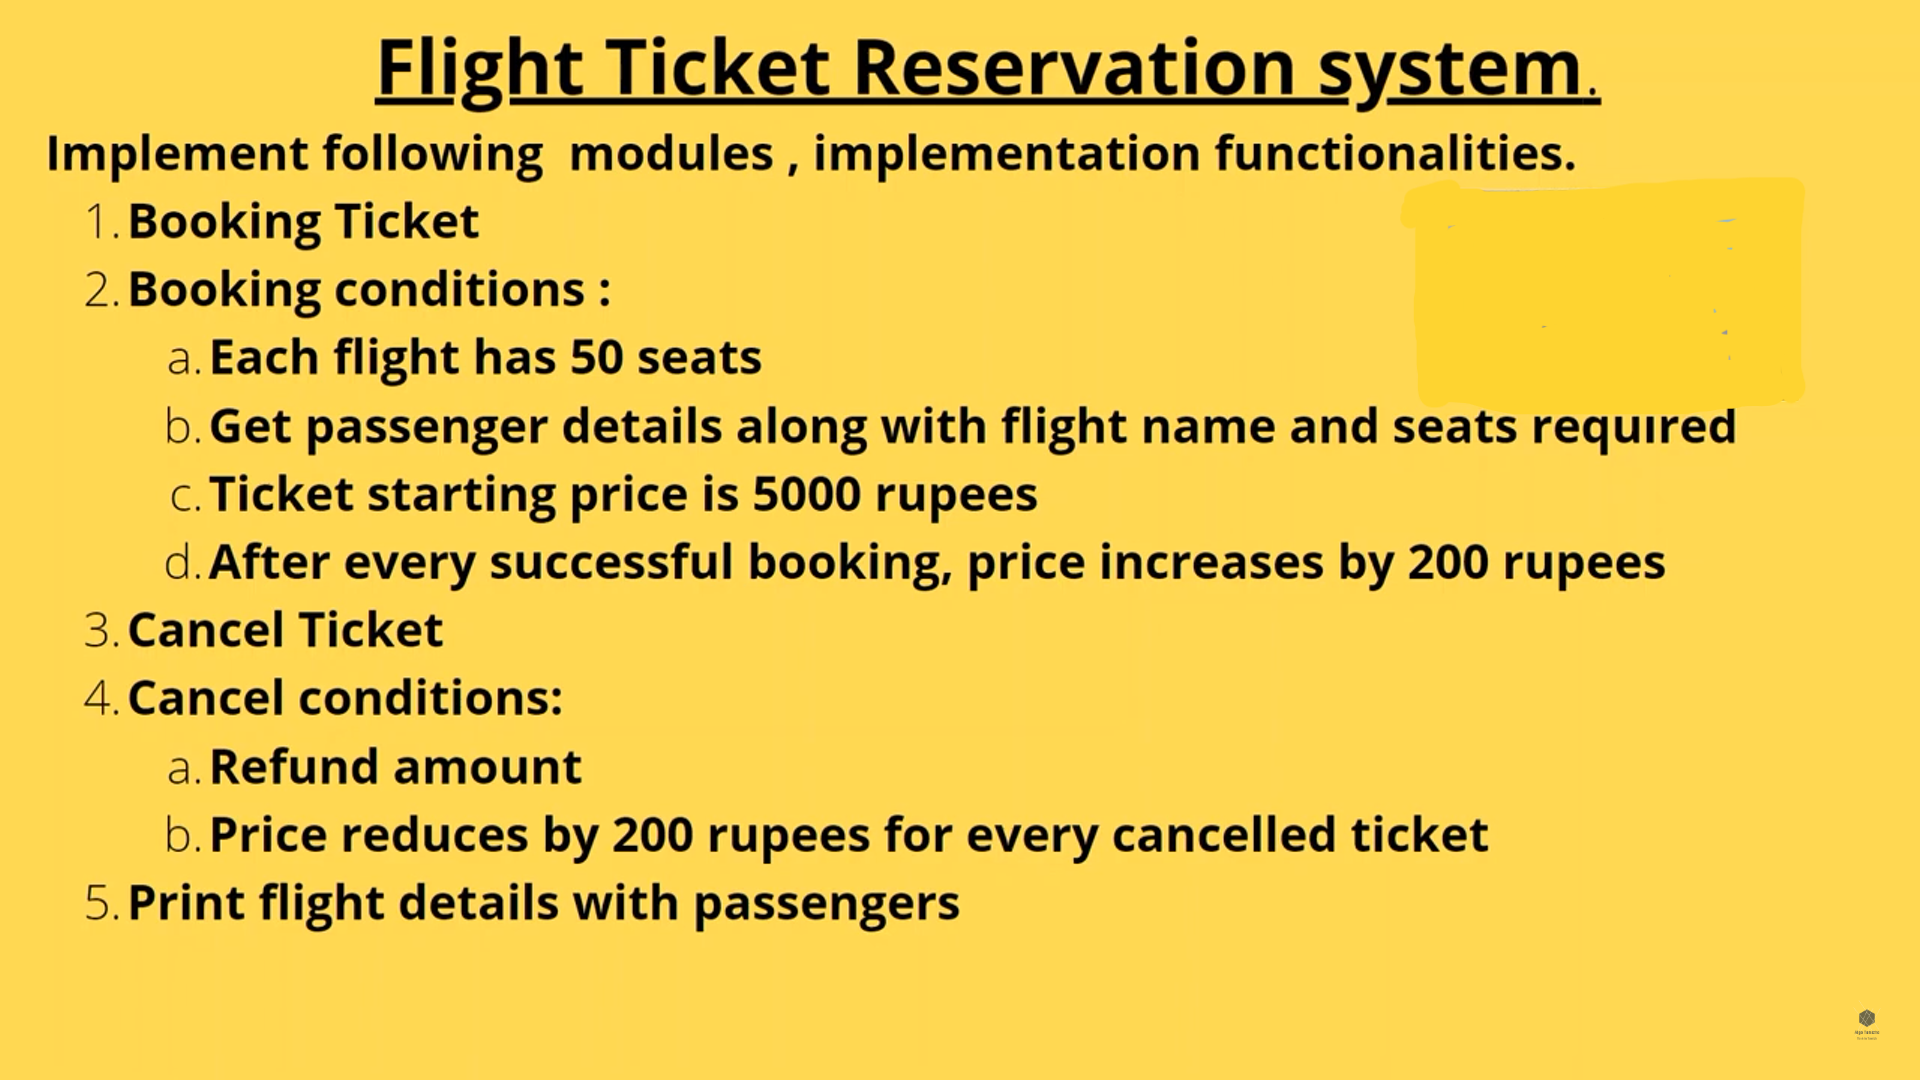 Flight Ticket Reservation system.
Implement following modules , implementation functionalities.
1. Booking Ticket
2. Booking conditions :
a. Each flight has 50 seats
b. Get passenger details along with flight name and seats required
c. Ticket starting price is 5000 rupees
d. After every successful booking, price increases by 200 rupees
3. Cancel Ticket
4. Cancel conditions:
a. Refund amount
b. Price reduces by 200 rupees for every cancelled ticket
5. Print flight details with passengers